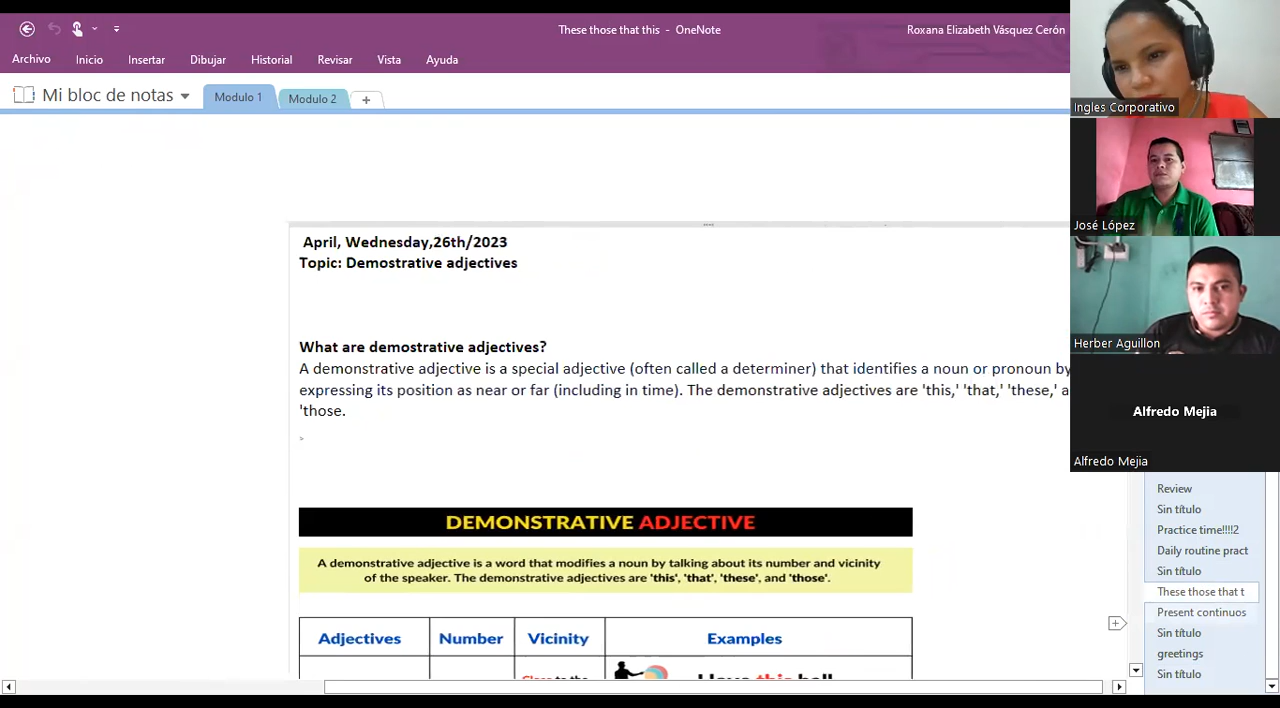 These those that this - OneNote
Roxana Elizabeth Vásquez Cerón
Archivo Inicio Insertar Dibujar Historial Revisar Vista Ayuda
Mi bloc de notas
Modulo 1
Modulo 2
April, Wednesday,26th/2023
Topic: Demostrative adjectives
What are demostrative adjectives?
A demonstrative adjective is a special adjective (often called a determiner) that identifies a noun or pronoun by
expressing its position as near or far (including in time). The demonstrative adjectives are 'this,' 'that,' 'these,' a
'those.
DEMONSTRATIVE ADJECTIVE
A demonstrative adjective is a word that modifies a noun by talking about its number and vicinity
of the speaker. The demonstrative adjectives are 'this', 'that', 'these', and 'those'.
Adjectives Number Vicinity Examples
Ingles Corporativo
José López
Herber Aguillon
Alfredo Mejia
Alfredo Mejia
Review
Sin título
Practice time!!!!2
Daily routine pract
Sin título
These those that t
Present continuos
Sin título
greetings
Sin título